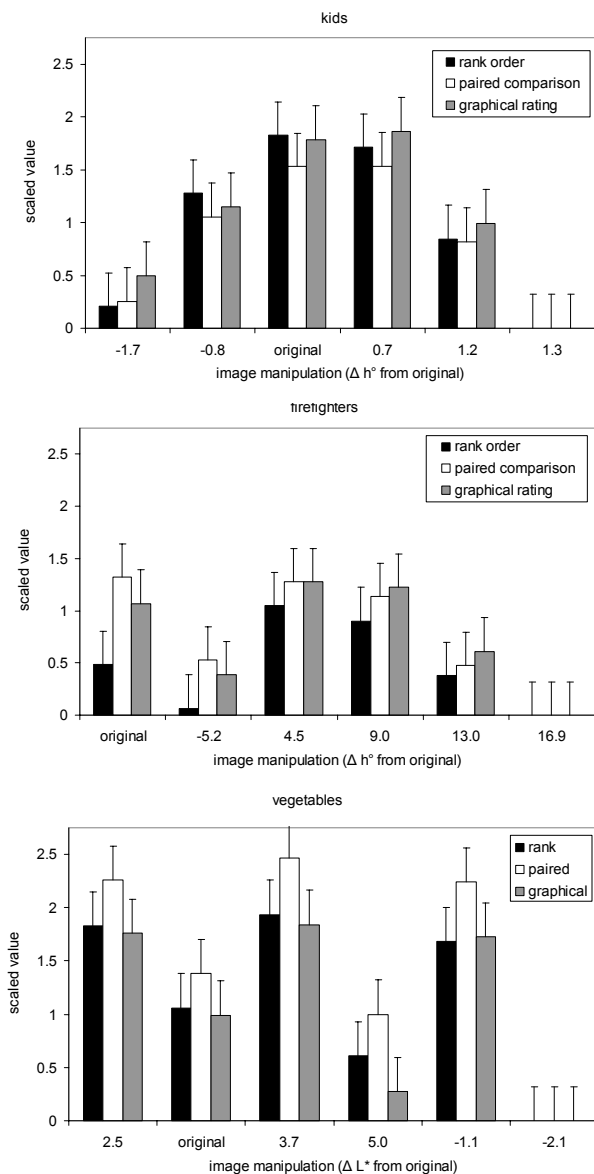 kids
2.5
2
1.5
1
0.5
0
scaled value
rank order
paired comparison
graphical rating
-1.7 -0.8 original 0.7 1.2 1.3
image manipulation (Δ h° from original)
firefighters
2.5
2
1.5
1
0.5
0
scaled value
rank order
paired comparison
graphical rating
original -5.2 4.5 9.0 13.0 16.9
image manipulation (Δ h° from original)
vegetables
2.5
2
1.5
1
0.5
0
scaled value
rank
paired
graphical
2.5 original 3.7 5.0 -1.1 -2.1
image manipulation (Δ L* from original)